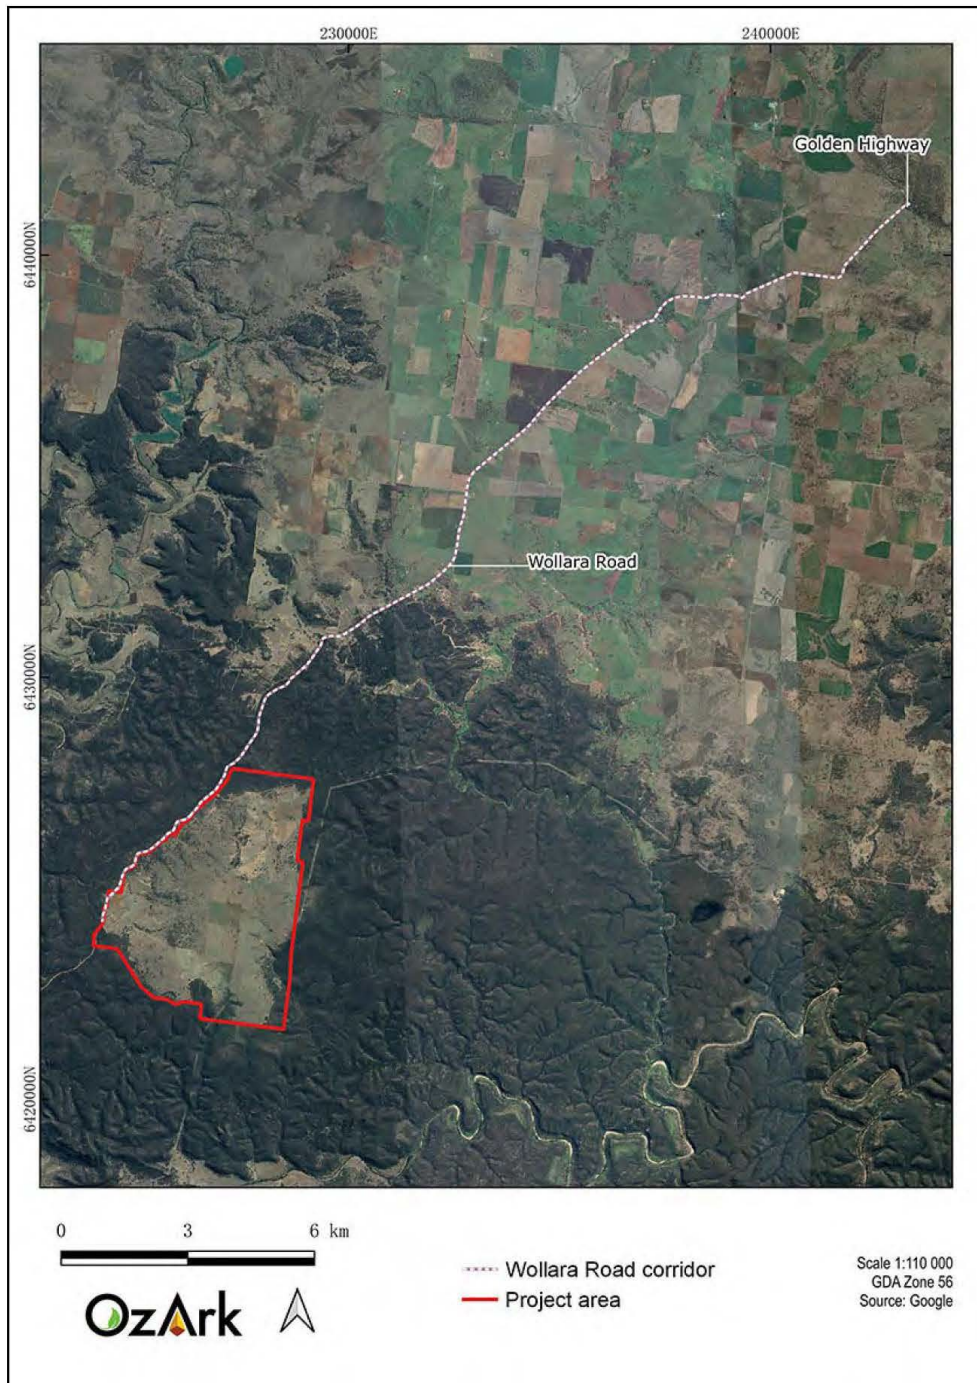 230000E
240000E
Golden Highway
6440000N
Wollara Road
6430000N
6420000N
0 3 6 km
Wollara Road corridor
Project area
Scale 1:110 000
GDA Zone 56
Source: Google
OzArk